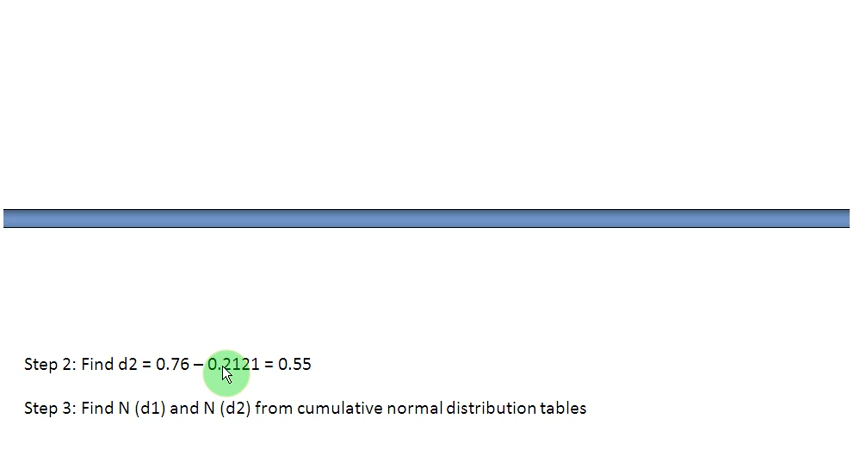 Step 2: Find d2 = 0.76 – 0.2121 = 0.55
Step 3: Find N (d1) and N (d2) from cumulative normal distribution tables